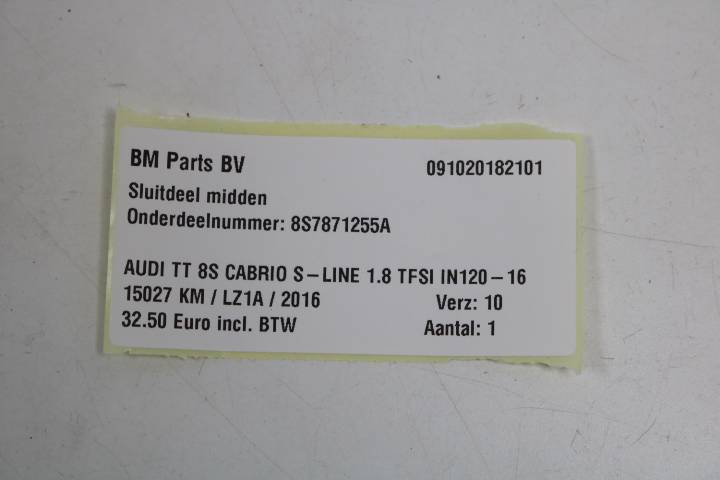 BM Parts BV 091020182101
Sluitdeel midden
Onderdeelnummer: 8S7871255A
AUDI TT 8S CABRIO S-LINE 1.8 TFSI IN120-16
15027 KM / LZ1A / 2016 Verz: 10
32.50 Euro incl. BTW Aantal: 1